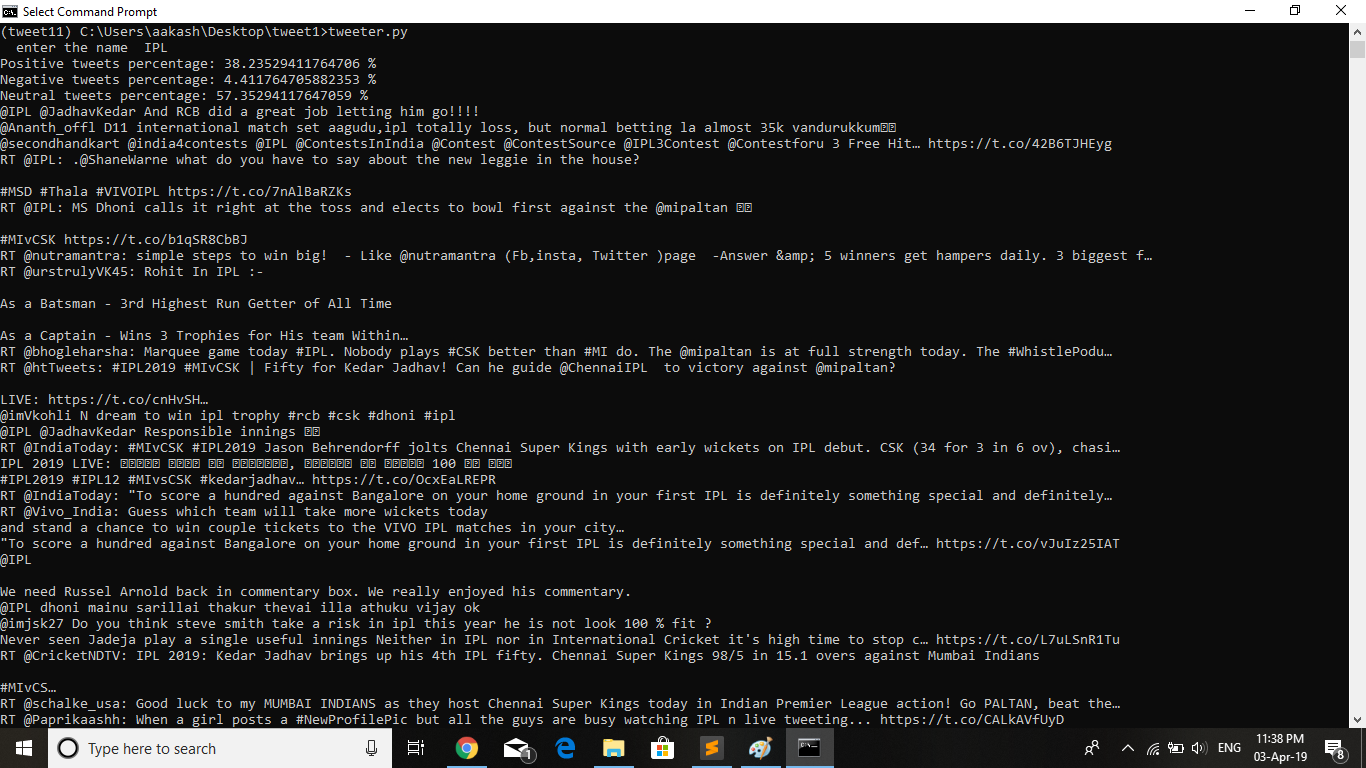 Select Command Prompt
(tweet11) C:\Users\aakash\Desktop\tweet1>tweeter.py
enter the name  IPL
Positive tweets percentage: 38.23529411764706 %
Negative tweets percentage: 4.411764705882353 %
Neutral tweets percentage: 57.35294117647059 %
@IPL @JadhavKedar And RCB did a great job letting him go!!!!
@Ananth_offl D11 international match set aagudu,ipl totally loss, but normal betting la almost 35k vandurukkum
@secondhandkart @india4contests @IPL @ContestsInIndia @Contest @ContestSource @IPL3Contest @Contestforu 3 Free Hit… https://t.co/42B6TJHEyg
RT @IPL: .@ShaneWarne what do you have to say about the new leggie in the house?
#MSD #Thala #VIVOIPL https://t.co/7nAlBaRZKs
RT @IPL: MS Dhoni calls it right at the toss and elects to bowl first against the @mipaltan
#MIvCSK https://t.co/b1qSR8CbBJ
RT @nutramantra: simple steps to win big!  - Like @nutramantra (Fb,insta, Twitter )page  -Answer &amp; 5 winners get hampers daily. 3 biggest f…
RT @urstrulyVK45: Rohit In IPL :-
As a Batsman - 3rd Highest Run Getter of All Time
As a Captain - Wins 3 Trophies for His team Within…
RT @bhogleharsha: Marquee game today #IPL. Nobody plays #CSK better than #MI do. The @mipaltan is at full strength today. The #WhistlePodu…
RT @htTweets: #IPL2019 #MIvCSK | Fifty for Kedar Jadhav! Can he guide @ChennaiIPL  to victory against @mipaltan?
LIVE: https://t.co/cnHvSH…
@imVkohli N dream to win ipl trophy #rcb #csk #dhoni #ipl
@IPL @JadhavKedar Responsible innings
RT @IndiaToday: #MIvCSK #IPL2019 Jason Behrendorff jolts Chennai Super Kings with early wickets on IPL debut. CSK (34 for 3 in 6 ov), chasi…
IPL 2019 LIVE: , 100
#IPL2019 #IPL12 #MIvsCSK #kedarjadhav… https://t.co/OcxEaLREPR
RT @IndiaToday: "To score a hundred against Bangalore on your home ground in your first IPL is definitely something special and definitely…
RT @Vivo_India: Guess which team will take more wickets today
and stand a chance to win couple tickets to the VIVO IPL matches in your city…
"To score a hundred against Bangalore on your home ground in your first IPL is definitely something special and def… https://t.co/vJuIz25IAT
@IPL
We need Russel Arnold back in commentary box. We really enjoyed his commentary.
@IPL dhoni mainu sarillai thakur thevai illa athuku vijay ok
@imjsk27 Do you think steve smith take a risk in ipl this year he is not look 100 % fit ?
Never seen Jadeja play a single useful innings Neither in IPL nor in International Cricket it's high time to stop c… https://t.co/L7uLSnR1Tu
RT @CricketNDTV: IPL 2019: Kedar Jadhav brings up his 4th IPL fifty. Chennai Super Kings 98/5 in 15.1 overs against Mumbai Indians
#MIvCS…
RT @schalke_usa: Good luck to my MUMBAI INDIANS as they host Chennai Super Kings today in Indian Premier League action! Go PALTAN, beat the…
RT @Paprikaashh: When a girl posts a #NewProfilePic but all the guys are busy watching IPL n live tweeting... https://t.co/CALkAVfUyD
Type here to search
1
ENG
11:38 PM
03-Apr-19
8